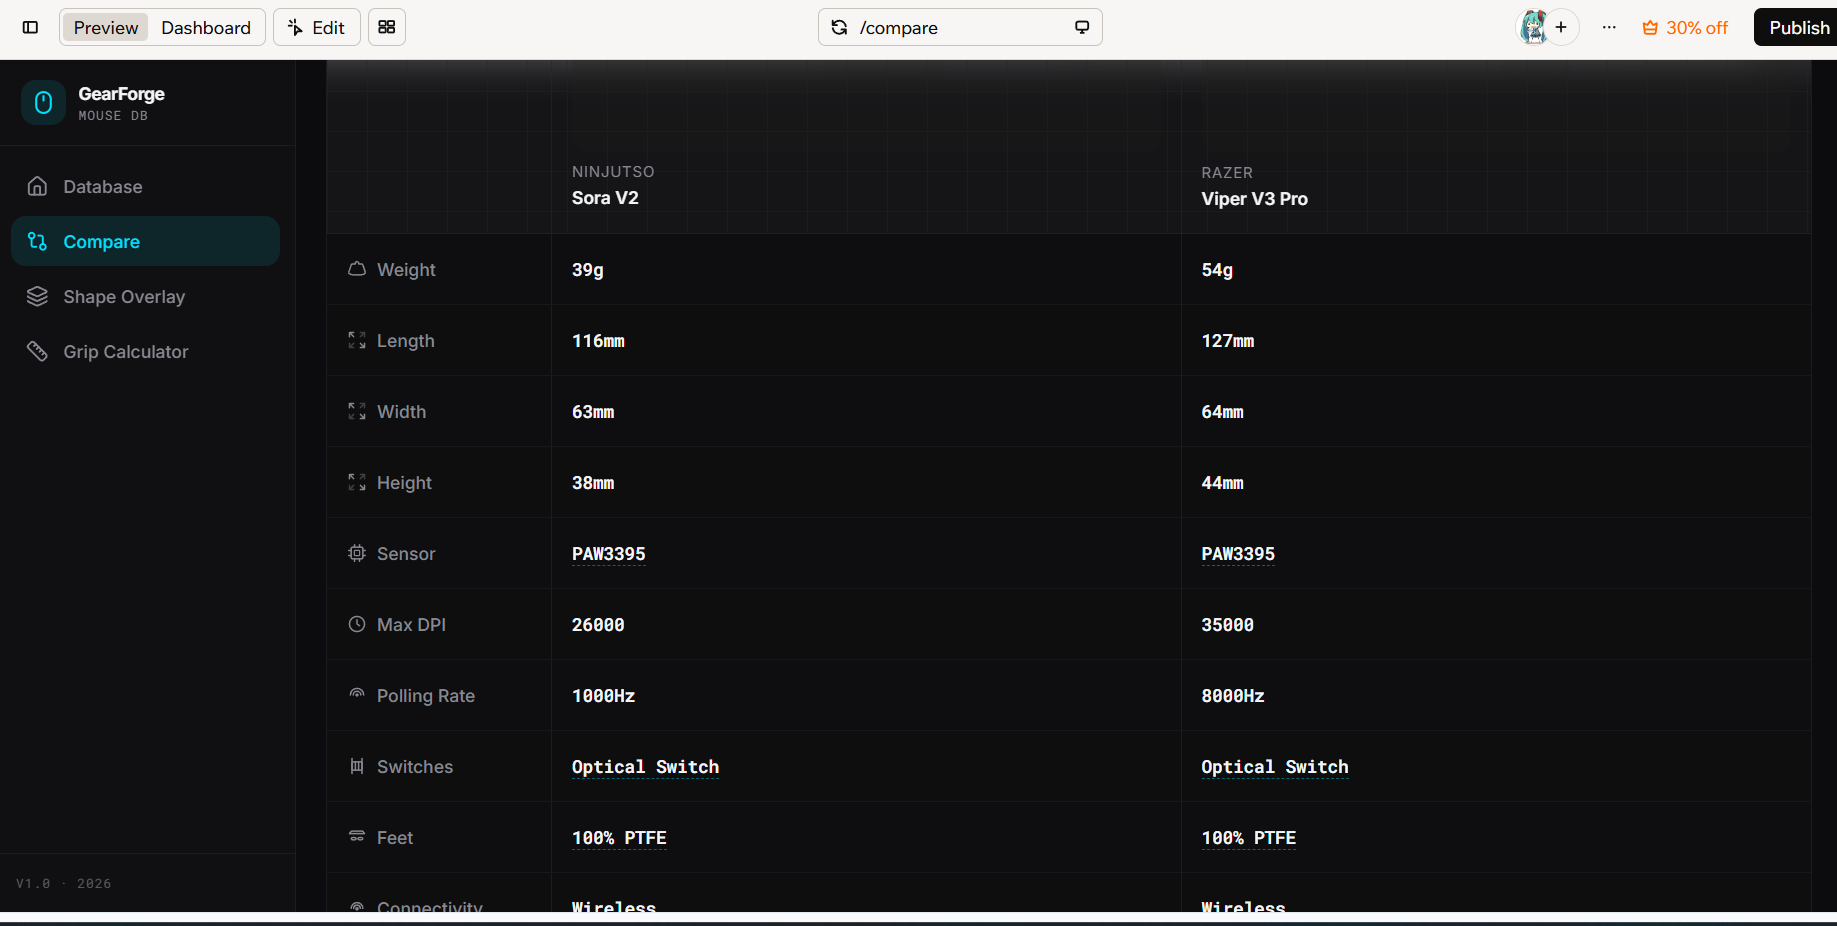 Preview Dashboard Edit /compare 30% off Publish
GearForge
MOUSE DB
Database
Compare
Shape Overlay
Grip Calculator
V1.0 · 2026
NINJUTSO RAZER
Sora V2 Viper V3 Pro
Weight 39g 54g
Length 116mm 127mm
Width 63mm 64mm
Height 38mm 44mm
Sensor PAW3395 PAW3395
Max DPI 26000 35000
Polling Rate 1000Hz 8000Hz
Switches Optical Switch Optical Switch
Feet 100% PTFE 100% PTFE
Connectivity Wireless Wireless